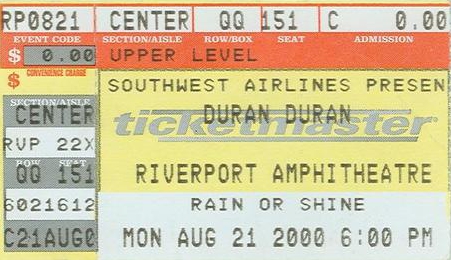 RP0821 CENTER QQ 151 C 0.00
EVENT CODE SECTION/AISLE ROW/BOX SEAT ADMISSION
$ 0.00 UPPER LEVEL
$ CONVENIENCE CHARGE
SECTION/AISLE
CENTER
RVP 22X
ROW SEAT
QQ 151
6021612
C21AUG0
SOUTHWEST AIRLINES PRESEN
DURAN DURAN
ticketmaster
RIVERPORT AMPHITHEATRE
RAIN OR SHINE
MON AUG 21 2000 6:00 PM